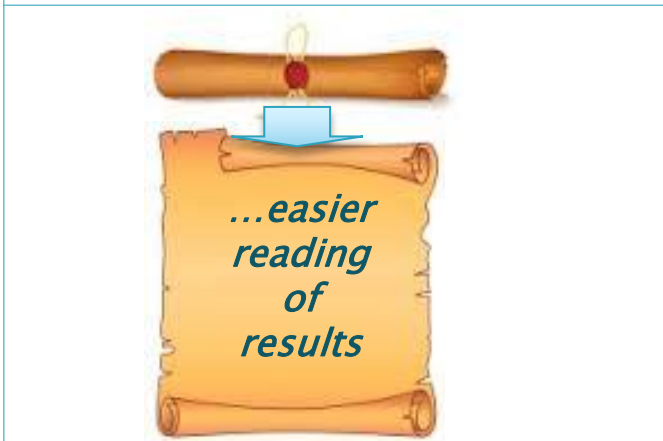 ...easier
reading
of
results